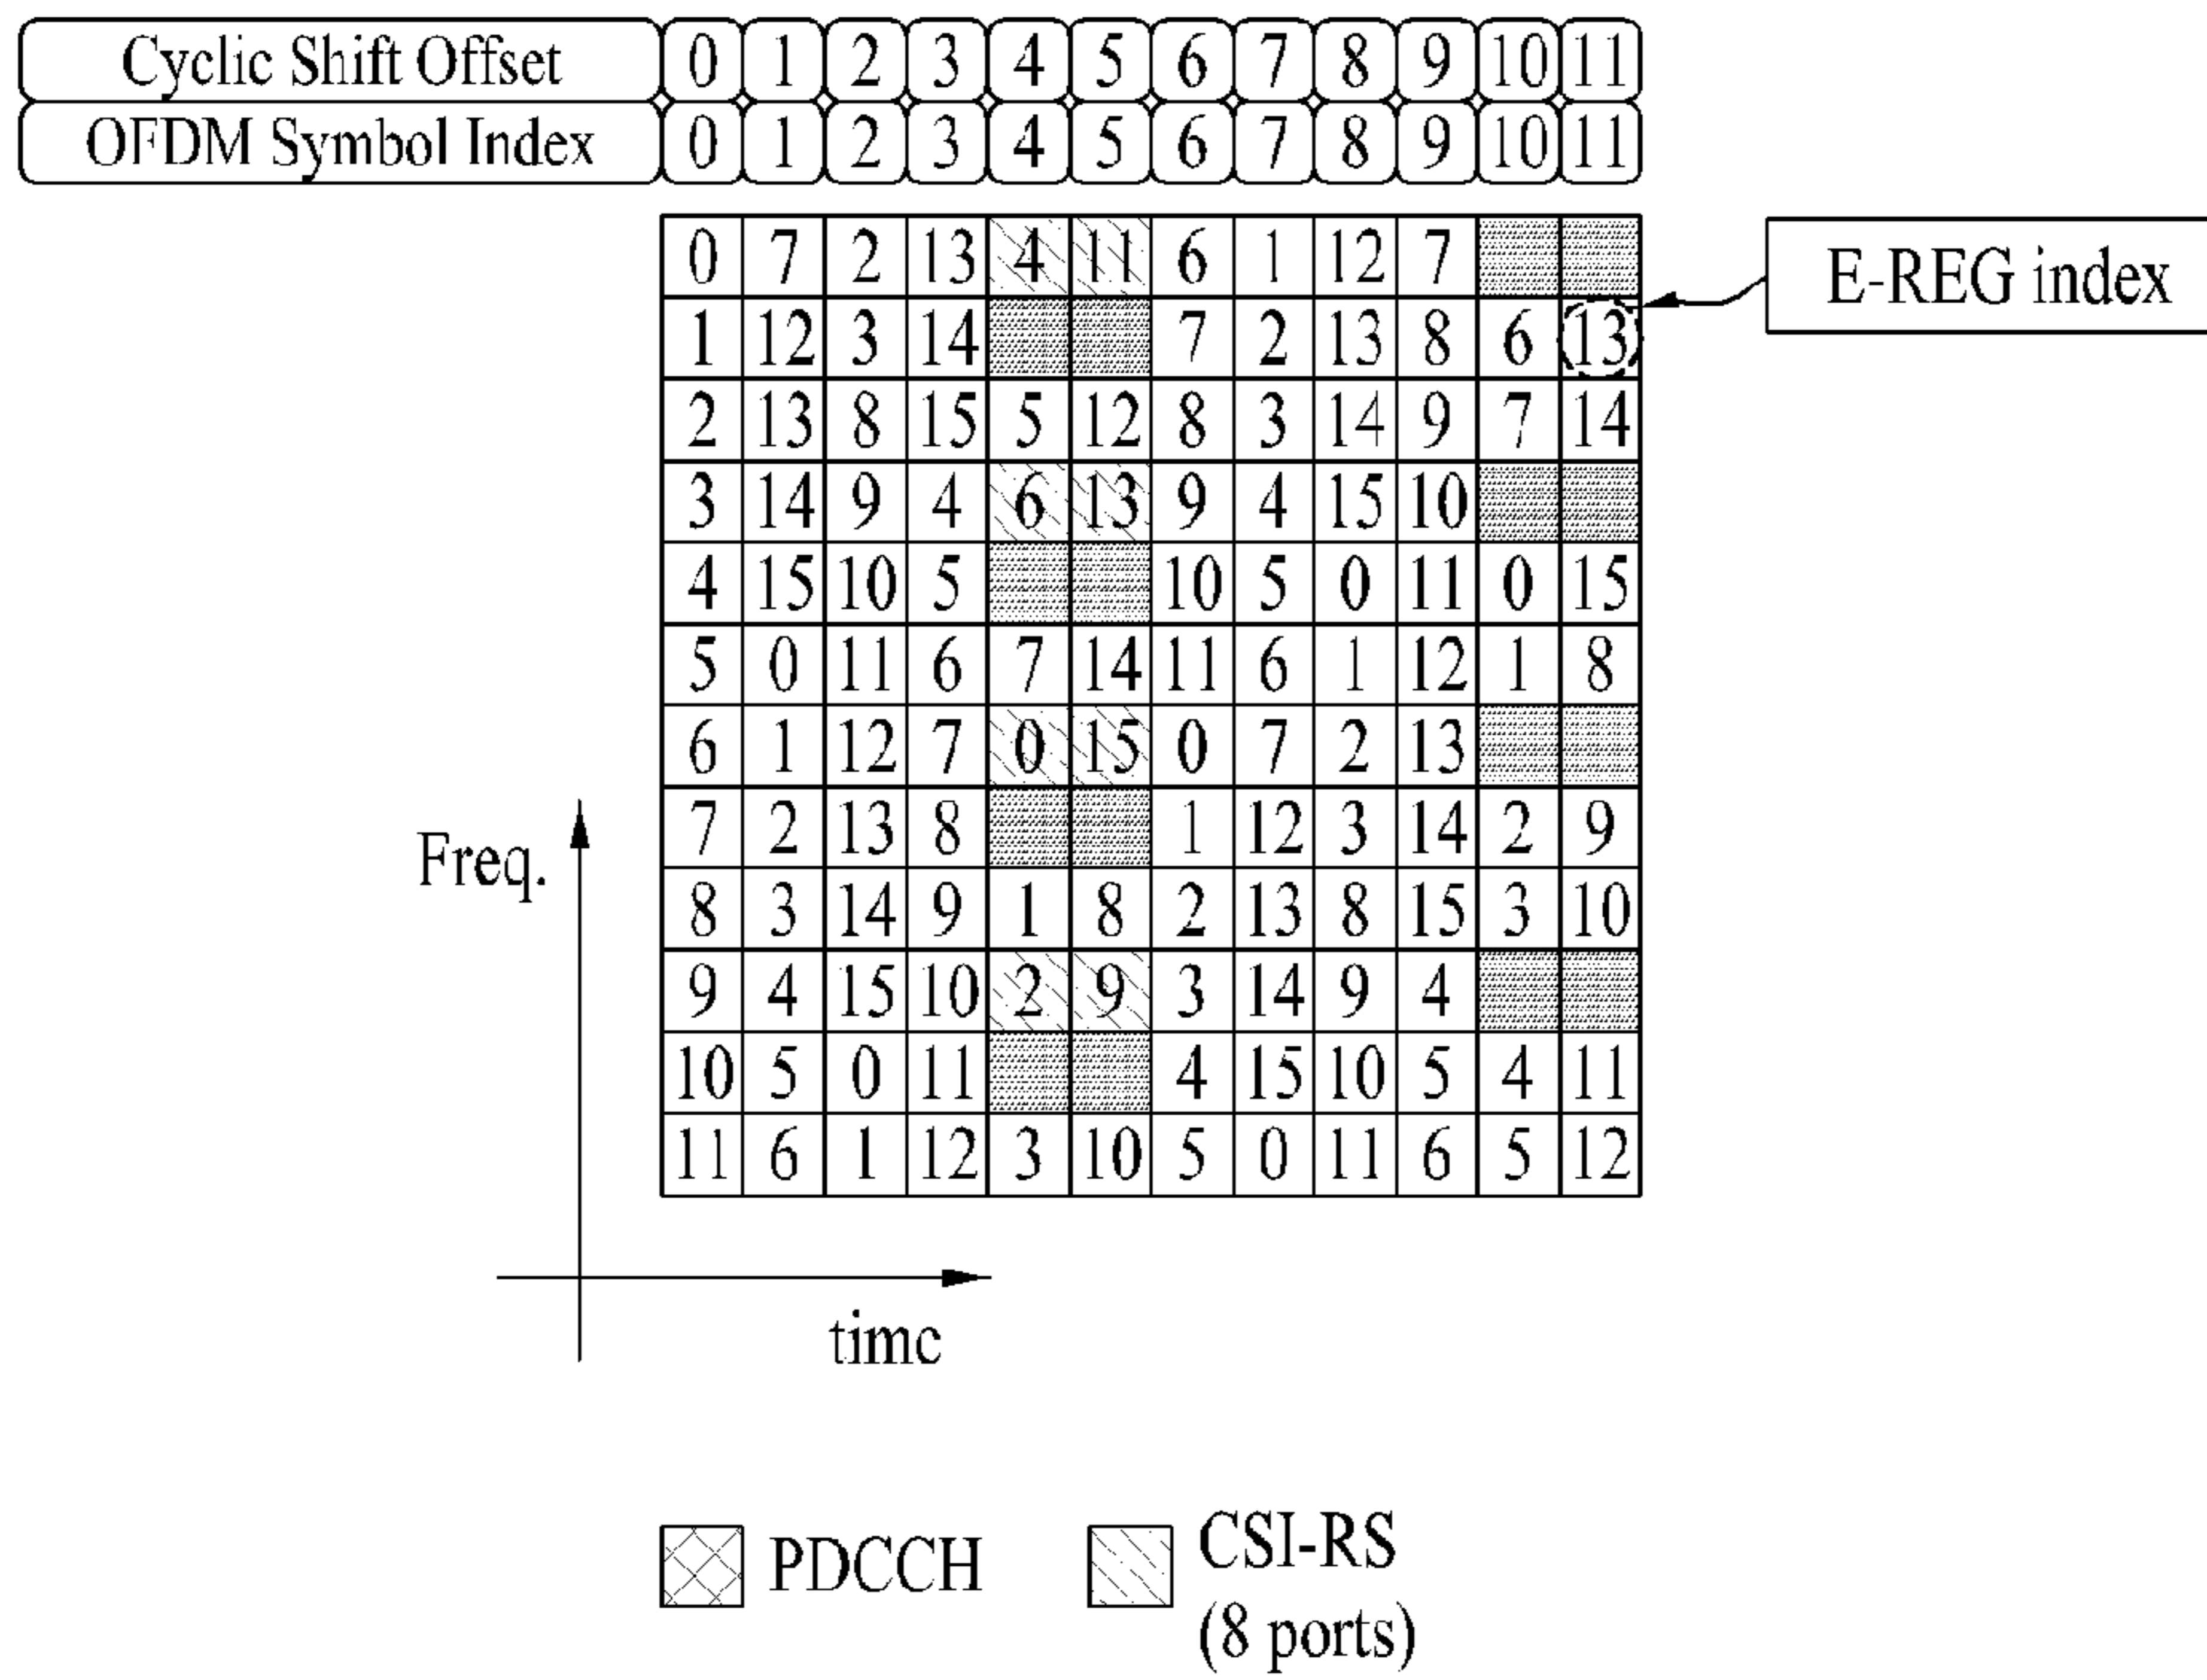 Cyclic Shift Offset 0 1 2 3 4 5 6 7 8 9 10 11
OFDM Symbol Index 0 1 2 3 4 5 6 7 8 9 10 11
0 7 2 13 4 11 6 1 12 7
E-REG index
1 12 3 14 7 2 13 8 6 13
2 13 8 15 5 12 8 3 14 9 7 14
3 14 9 4 6 13 9 4 15 10
4 15 10 5 10 5 0 11 0 15
5 0 11 6 7 14 11 6 1 12 1 8
6 1 12 7 0 15 0 7 2 13
7 2 13 8 1 12 3 14 2 9
8 3 14 9 1 8 2 13 8 15 3 10
9 4 15 10 2 9 3 14 9 4
10 5 0 11 4 15 10 5 4 11
11 6 1 12 3 10 5 0 11 6 5 12
Freq.
time
PDCCH
CSI-RS
(8 ports)